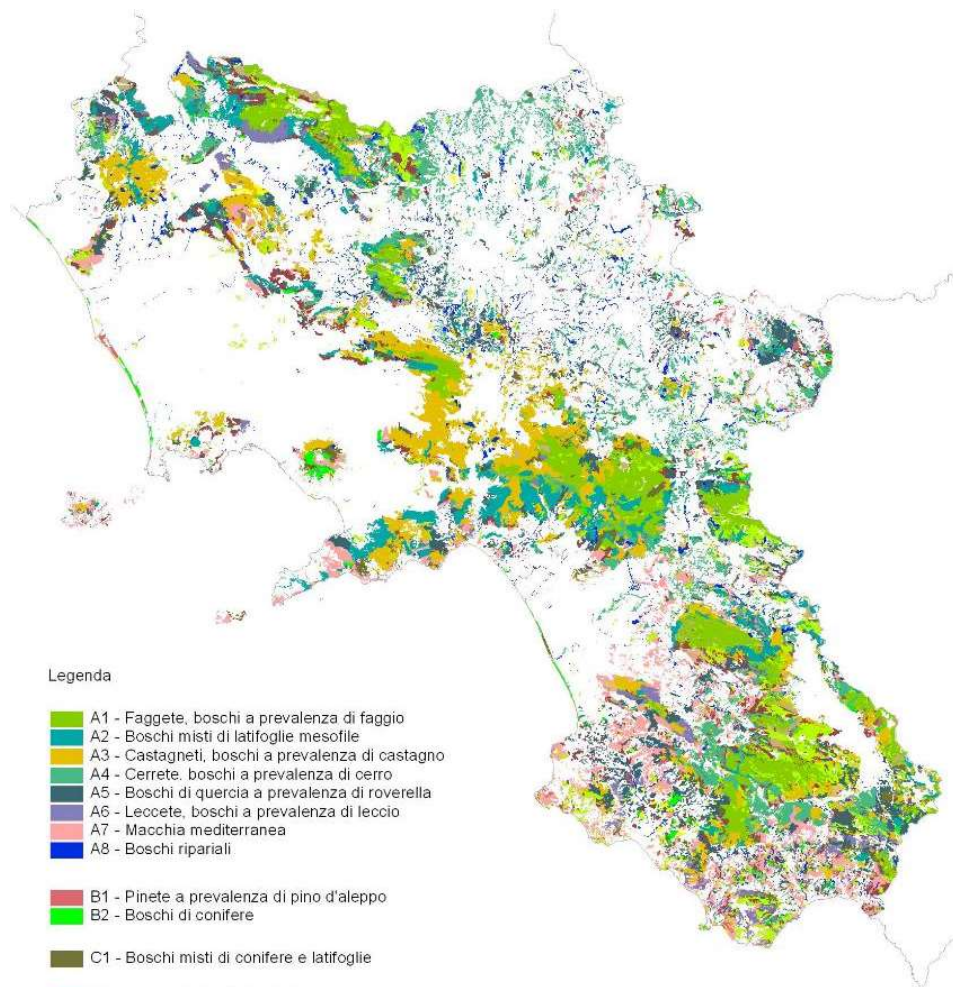 Legenda
A1 - Faggete, boschi a prevalenza di faggio
A2 - Boschi misti di latifoglie mesofile
A3 - Castagneti, boschi a prevalenza di castagno
A4 - Cerrete, boschi a prevalenza di cerro
A5 - Boschi di quercia a prevalenza di roverella
A6 - Leccete, boschi a prevalenza di leccio
A7 - Macchia mediterranea
A8 - Boschi ripariali
B1 - Pinete a prevalenza di pino d'aleppo
B2 - Boschi di conifere
C1 - Boschi misti di conifere e latifoglie